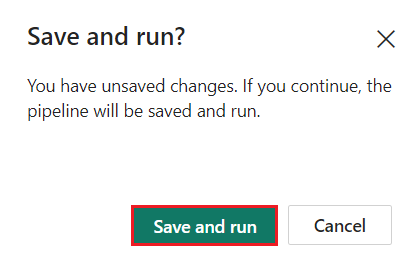 Save and run?
You have unsaved changes. If you continue, the
pipeline will be saved and run.
Save and run
Cancel